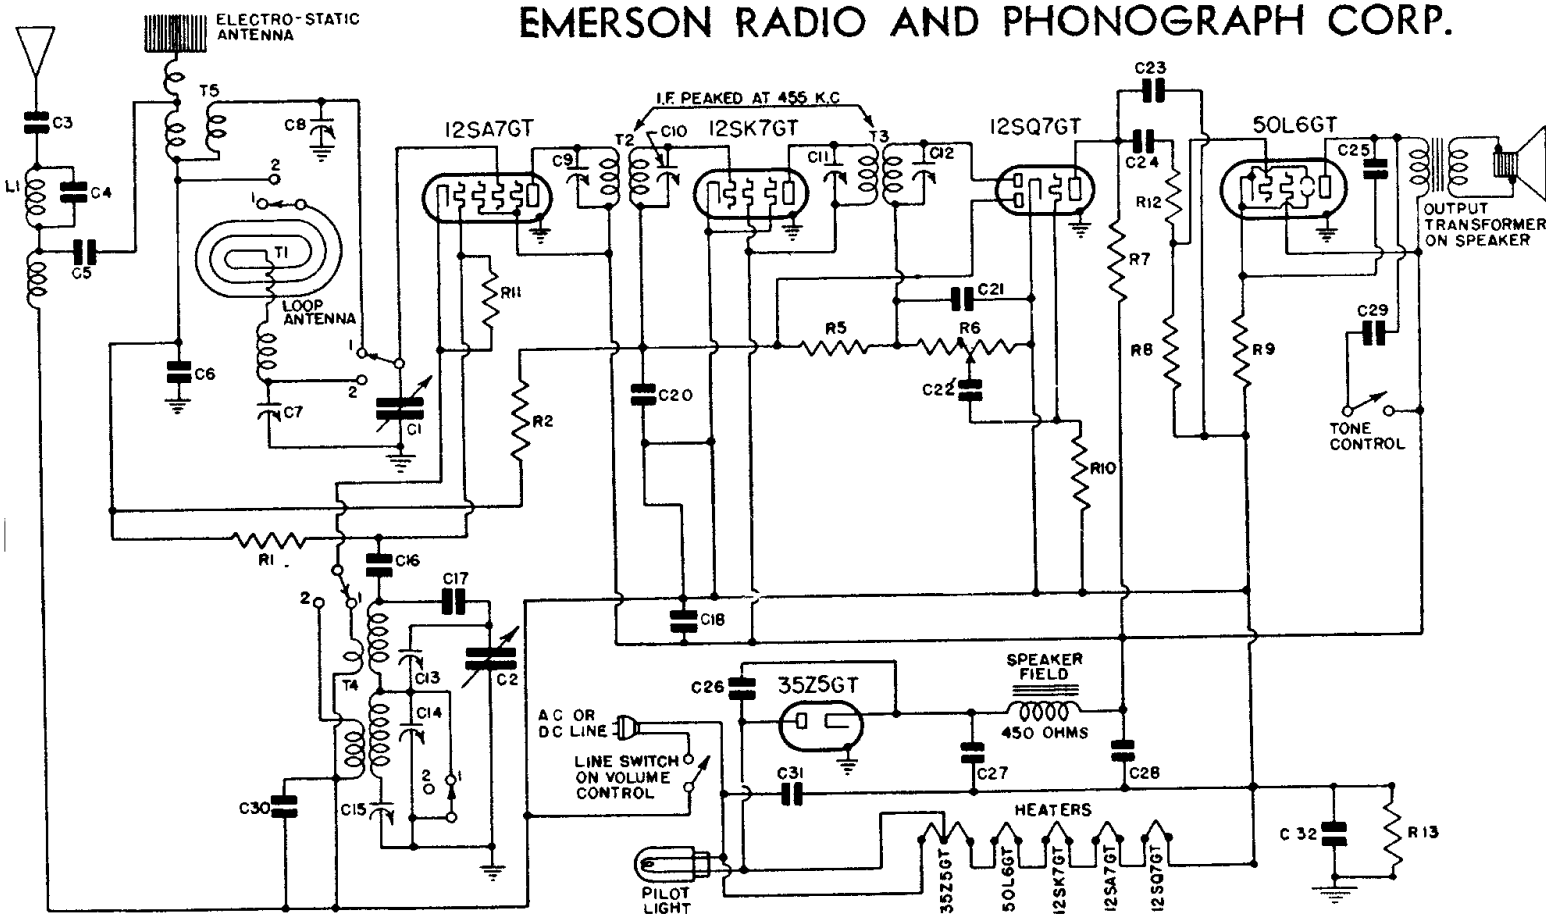 EMERSON RADIO AND PHONOGRAPH CORP.
ELECTRO-STATIC
ANTENNA
T5
C3
C8
L1
C4
C5
2
1
T1
LOOP
ANTENNA
1
2
C6
C7
C1
12SA7GT
I.F. PEAKED AT 455 K.C
C9
T2
C10
12SK7GT
C11
T3
C12
12SQ7GT
C23
C24
R12
50L6GT
C25
OUTPUT
TRANSFORMER
ON SPEAKER
R11
R7
C21
R5
R6
C22
R8
R9
C29
TONE
CONTROL
R2
C20
R10
R1
C16
C17
2
1
C18
T4
C13
C2
C14
2
1
C15
C30
C26
35Z5GT
SPEAKER
FIELD
450 OHMS
AC OR
DC LINE
LINE SWITCH
ON VOLUME
CONTROL
C31
C27
C28
HEATERS
35Z5GT
50L6GT
12SK7GT
12SA7GT
12SQ7GT
PILOT
LIGHT
C32
R13